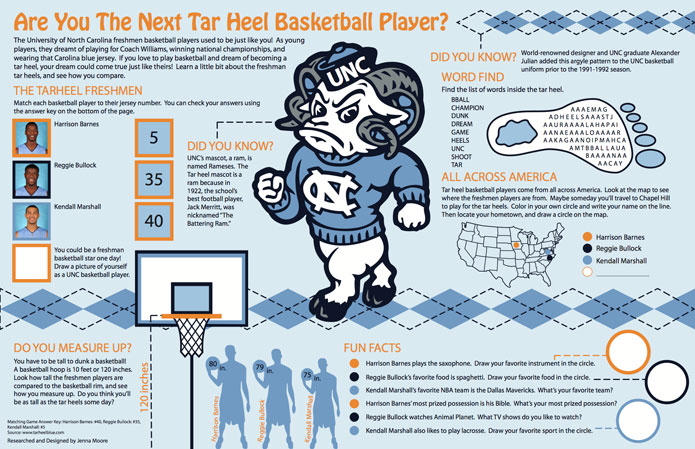 Are You The Next Tar Heel Basketball Player?
The University of North Carolina freshmen basketball players used to be just like you! As young
players, they dreamt of playing for Coach Williams, winning national championships, and
wearing that Carolina blue jersey. If you love to play basketball and dream of becoming a
tar heel, your dream could come true just like theirs! Learn a little bit about the freshman
tar heels, and see how you compare.
THE TARHEEL FRESHMEN
Match each basketball player to their jersey number. You can check your answers using
the answer key on the bottom of the page.
Harrison Barnes
5
Reggie Bullock
35
Kendall Marshall
40
You could be a freshman
basketball star one day!
Draw a picture of yourself
as a UNC basketball player.
DID YOU KNOW?
UNC's mascot, a ram, is
named Rameses. The
Tar heel mascot is a
ram because in
1922, the school's
best football player,
Jack Merritt, was
nicknamed "The
Battering Ram."
UNC
NC
DID YOU KNOW?
World-renowned designer and UNC graduate Alexander
Julian added this argyle pattern to the UNC basketball
uniform prior to the 1991-1992 season.
WORD FIND
Find the list of words inside the tar heel.
BBALL
CHAMPION
DUNK
DREAM
GAME
HEELS
UNC
SHOOT
TAR
AAAEMAG
ADHEELSAAASTJ
AAURAAAALAHAPAI
AANAEAAALOAAAAR
AAKAGAANOIPMAHCA
AMTBBALLAUA
BAAAANAA
AACAY
ALL ACROSS AMERICA
Tar heel basketball players come from all across America. Look at the map to see
where the freshmen players are from. Maybe someday you'll travel to Chapel Hill
to play for the tar heels. Color in your own circle and write your name on the line.
Then locate your hometown, and draw a circle on the map.
Harrison Barnes
Reggie Bullock
Kendall Marshall
DO YOU MEASURE UP?
You have to be tall to dunk a basketball!
A basketball hoop is 10 feet or 120 inches.
Look how tall the freshmen players are
compared to the basketball rim, and see
how you measure up. Do you think you'll
be as tall as the tar heels some day?
120 inches
80 in.
79 in.
75 in.
Harrison Barnes
Reggie Bullock
Kendall Marshall
Matching Game Answer Key: Harrison Barnes: #40, Reggie Bullock: #35,
Kendall Marshall: #5
Source: www.tarheelblue.com
Researched and Designed by Jenna Moore
FUN FACTS
Harrison Barnes plays the saxophone. Draw your favorite instrument in the circle.
Reggie Bullock's favorite food is spaghetti. Draw your favorite food in the circle.
Kendall Marshall's favorite NBA team is the Dallas Mavericks. What's your favorite team?
Harrison Barnes' most prized possession is his Bible. What's your most prized possession?
Reggie Bullock watches Animal Planet. What TV shows do you like to watch?
Kendall Marshall also likes to play lacrosse. Draw your favorite sport in the circle.